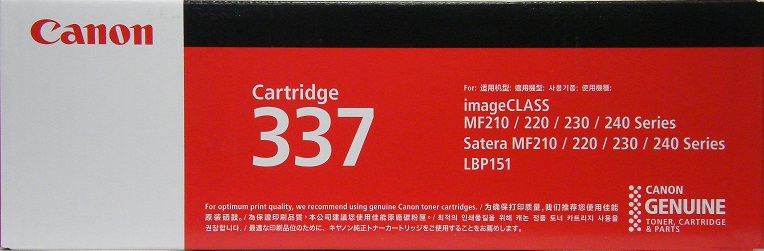 Canon
Cartridge
337
For: 适用机型: 適用機型: 사용기종: 使用機種:
imageCLASS
MF210 / 220 / 230 / 240 Series
Satera MF210 / 220 / 230 / 240 Series
LBP151
For optimum print quality, we recommend using genuine Canon toner cartridges. / 为确保打印质量,我们推荐您使用佳能
原装硒鼓。/ 為保證印刷品質,本公司建議您使用佳能原廠碳粉匣。/ 최적의 인쇄품질을 위해 캐논 정품 토너 카트리지 사용을
권장합니다. / 最適な印刷品位のために、キヤノン純正トナーカートリッジをご使用することをお薦めします。
CANON
GENUINE
TONER, CARTRIDGE
& PARTS